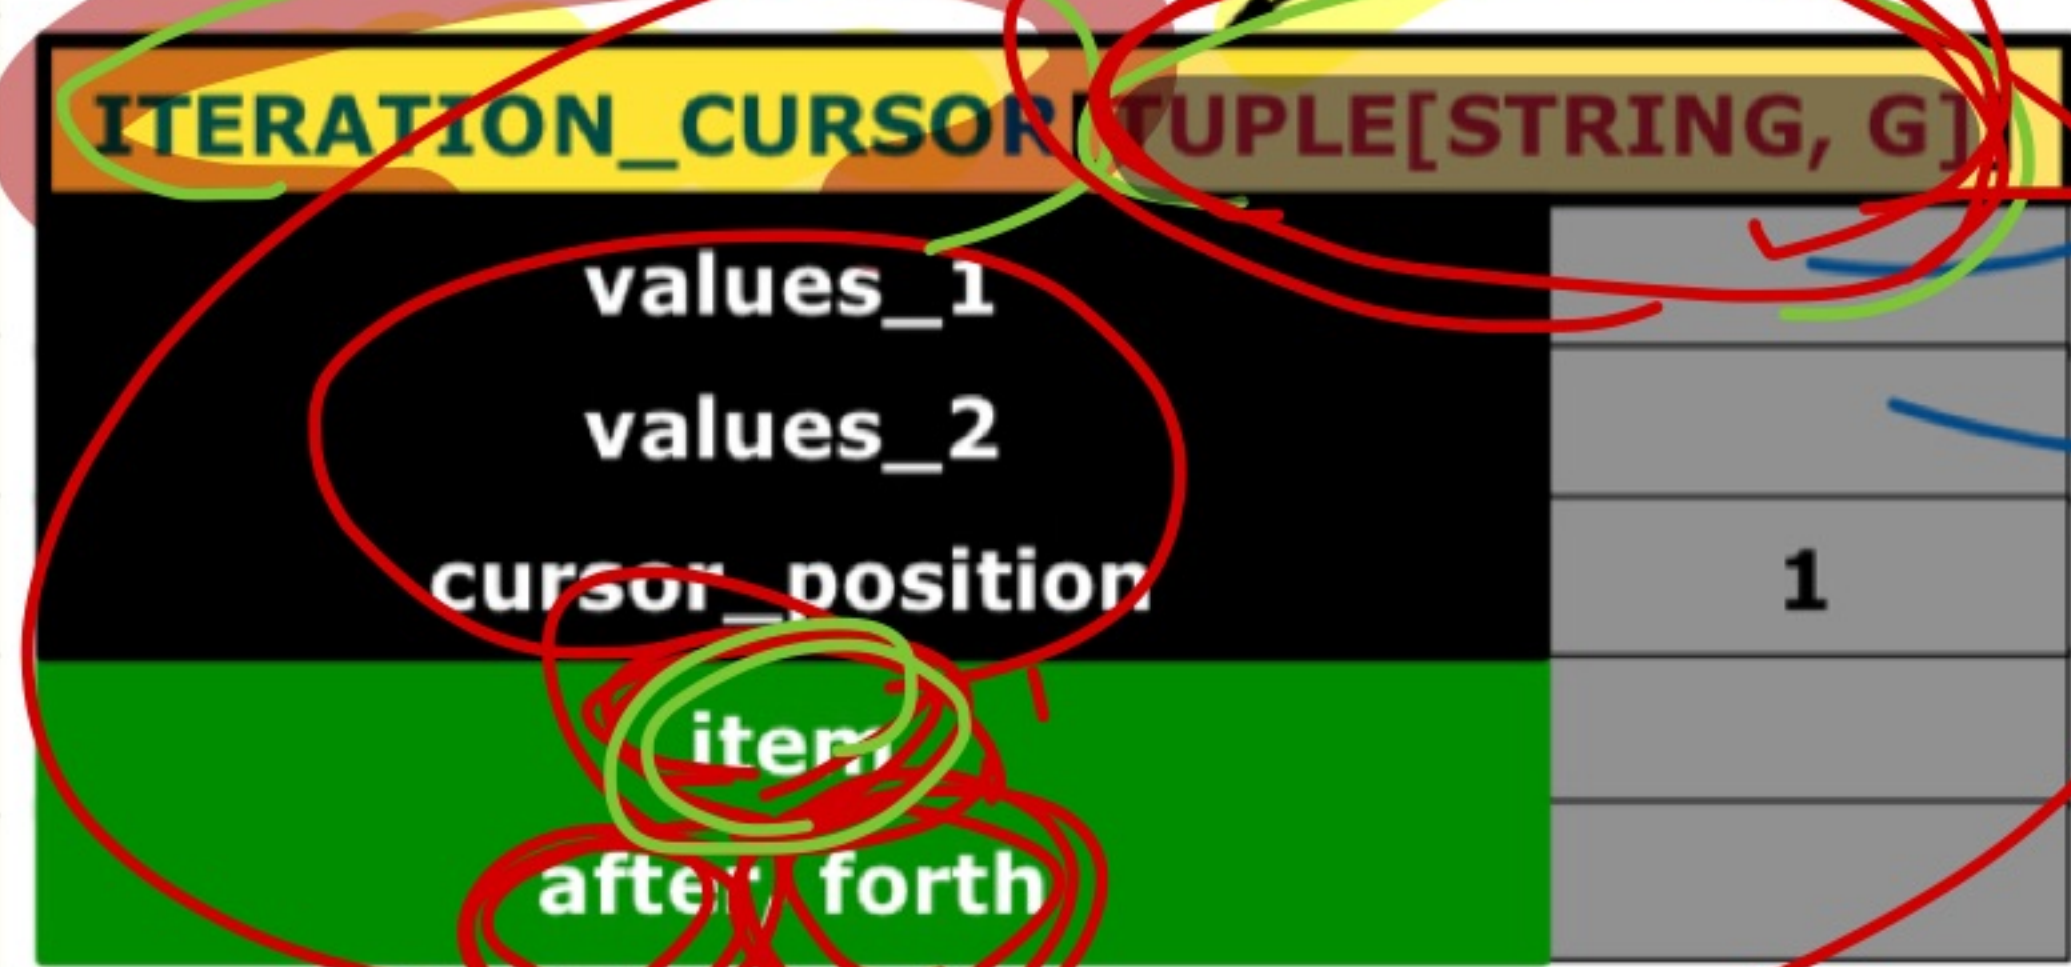 ITERATION_CURSOR[TUPLE[STRING, G]]
values_1
values_2
cursor_position
1
item
after, forth